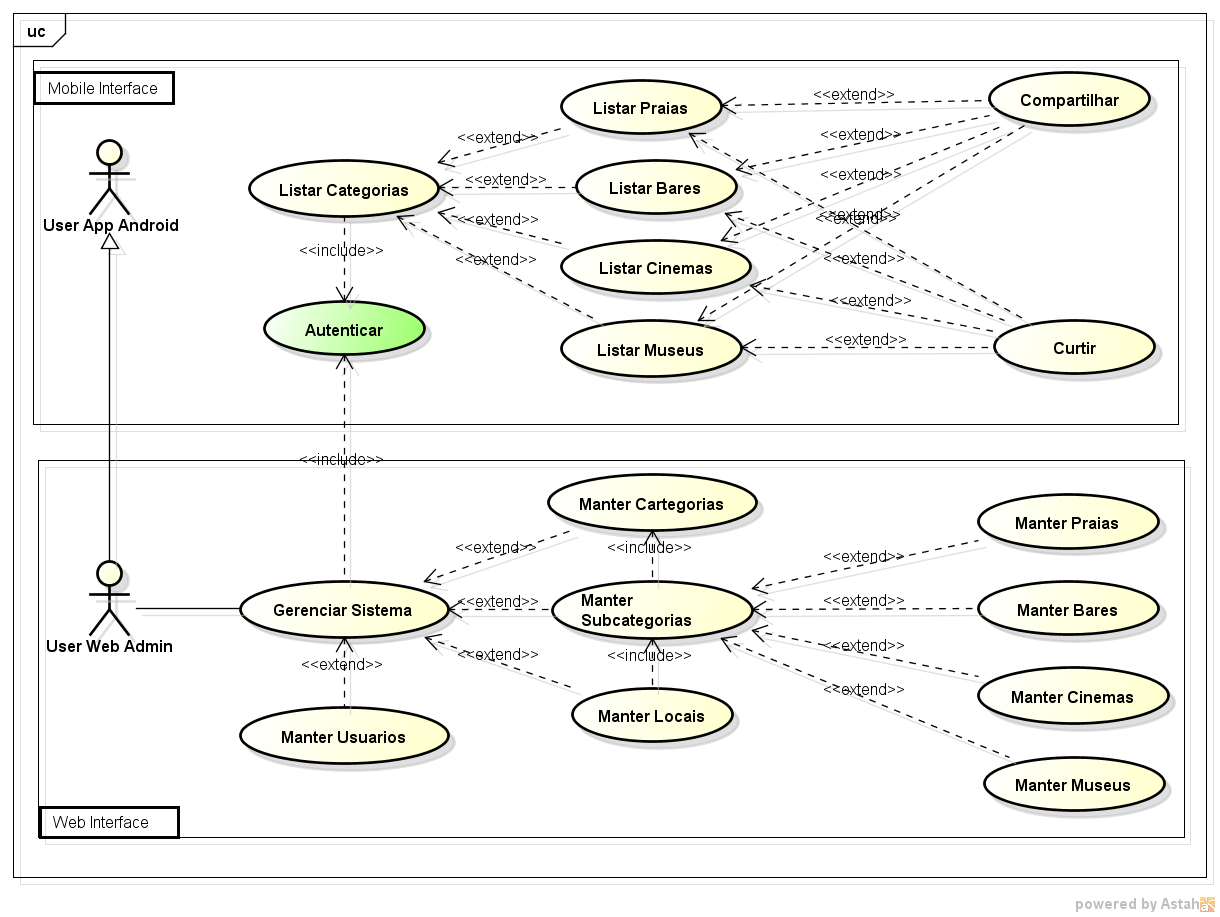 uc
Mobile Interface
User App Android
Listar Categorias
Autenticar
Listar Praias
Listar Bares
Listar Cinemas
Listar Museus
Compartilhar
Curtir
<<extend>>
<<extend>>
<<extend>>
<<extend>>
<<include>>
<<extend>>
<<extend>>
<<extend>>
<<extend>>
<<extend>>
<<extend>>
<<extend>>
<<extend>>
<<include>>
User Web Admin
Gerenciar Sistema
Manter Usuarios
Manter Cartegorias
Manter
Subcategorias
Manter Locais
Manter Praias
Manter Bares
Manter Cinemas
Manter Museus
<<extend>>
<<include>>
<<extend>>
<<extend>>
<<extend>>
<<extend>>
<<include>>
<<extend>>
<<extend>>
<<extend>>
Web Interface
powered by Astah